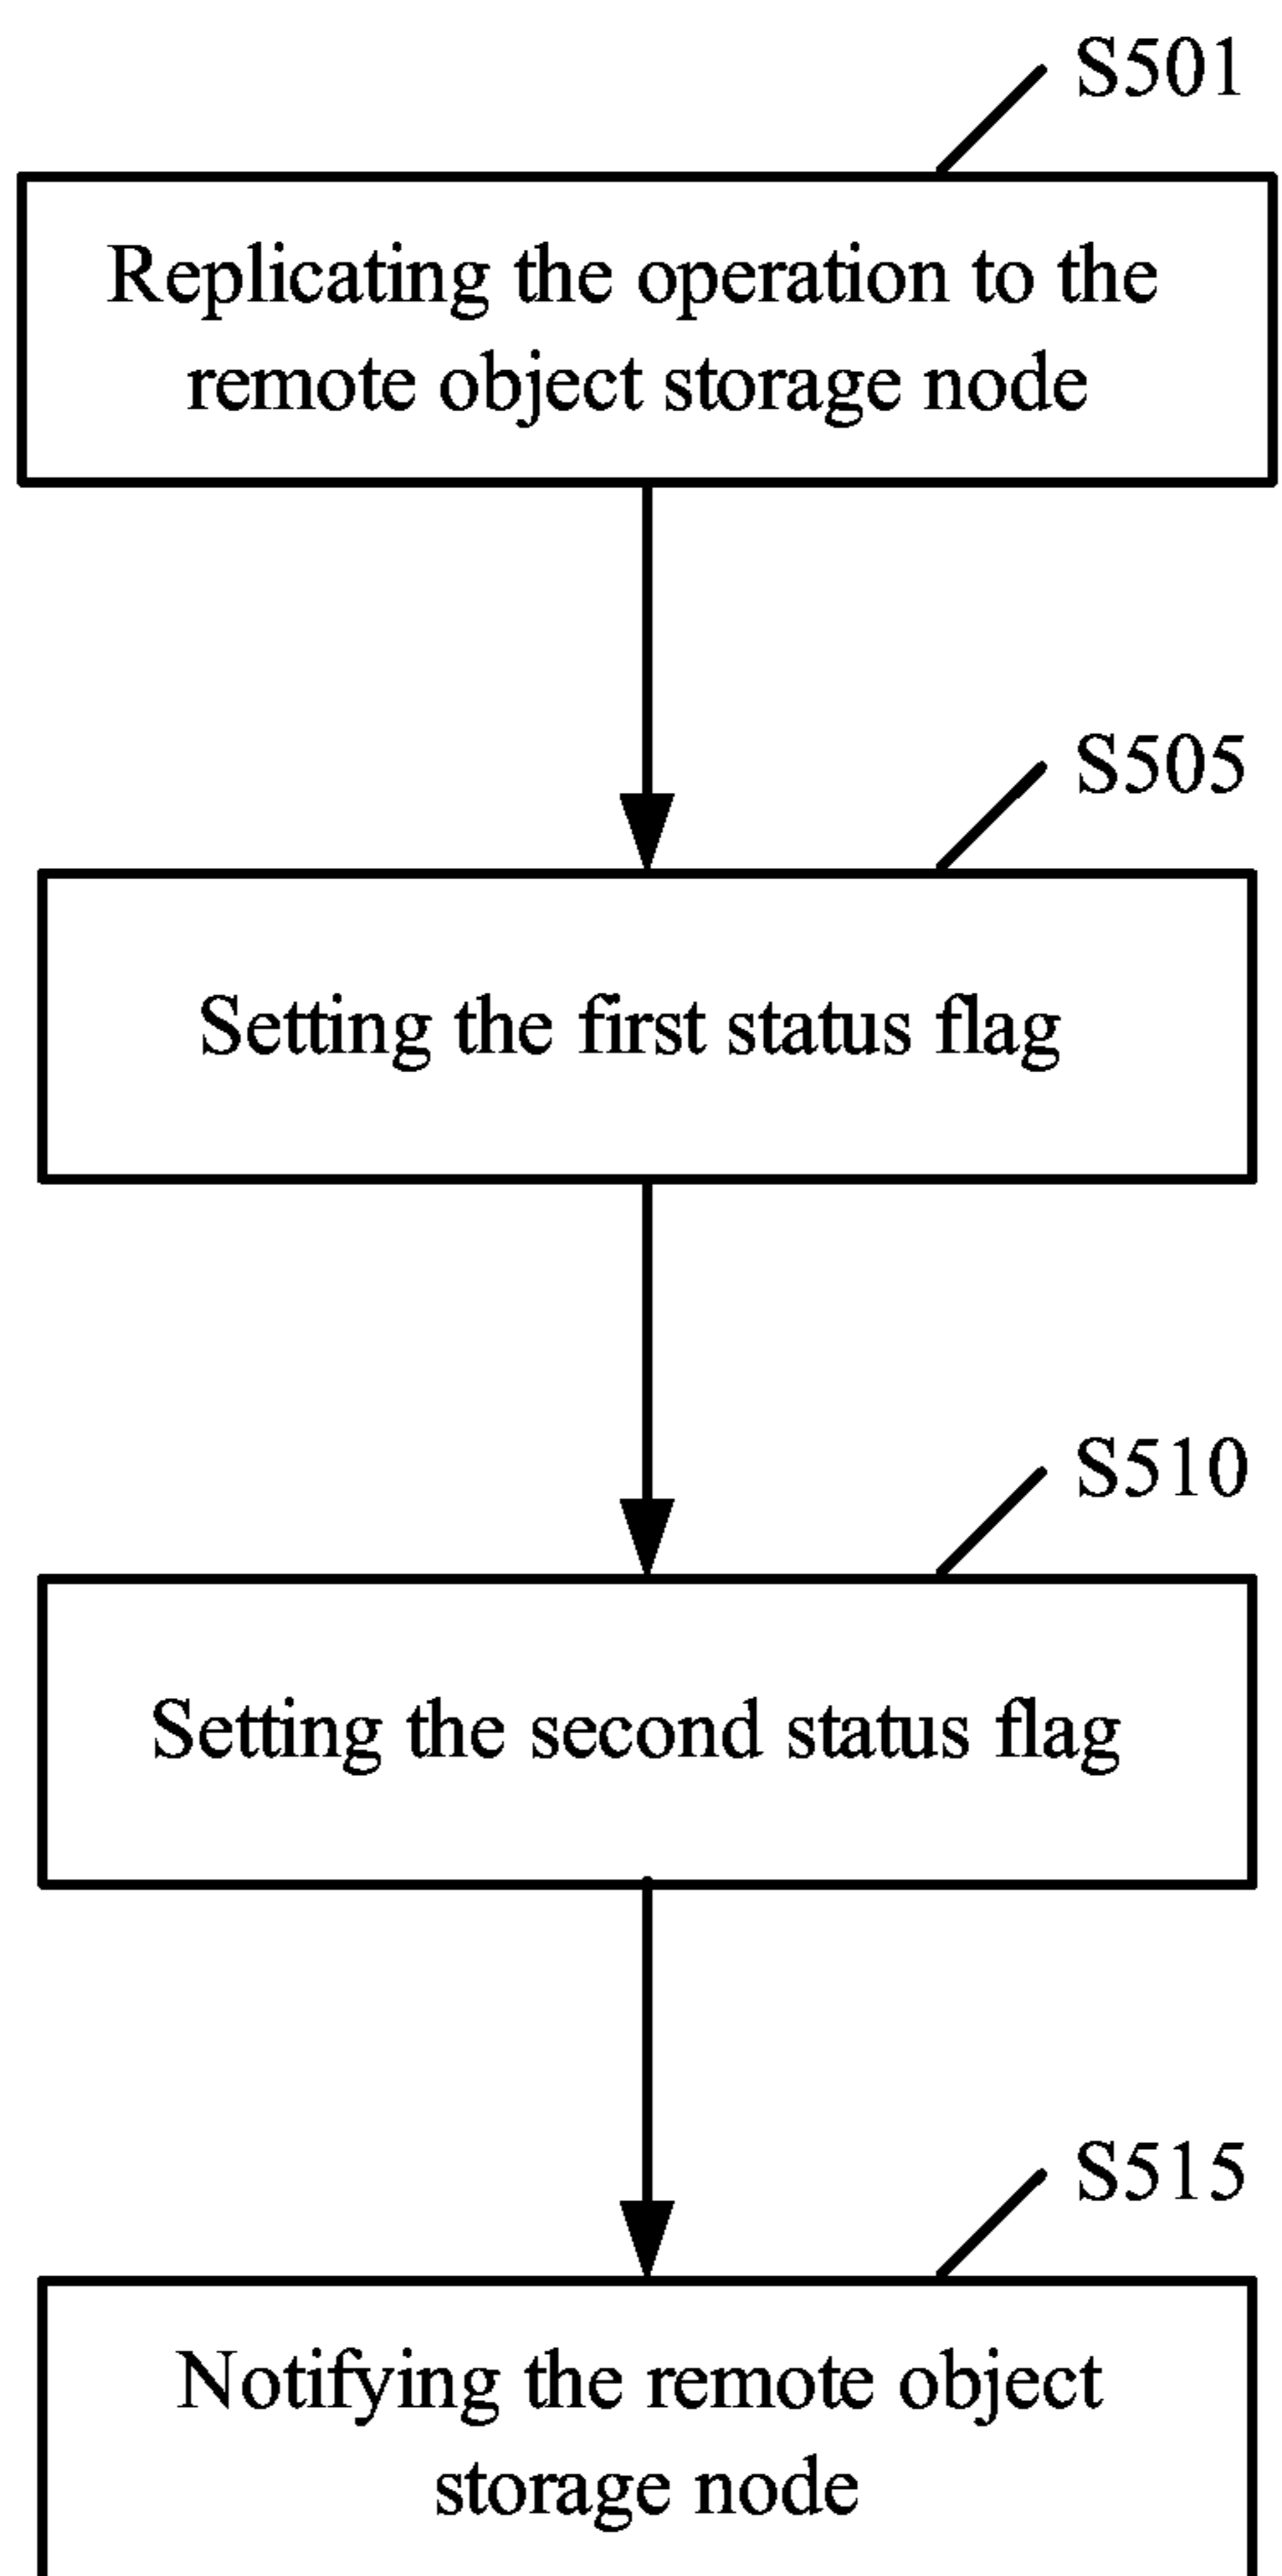 S501
Replicating the operation to the
remote object storage node
S505
Setting the first status flag
S510
Setting the second status flag
S515
Notifying the remote object
storage node